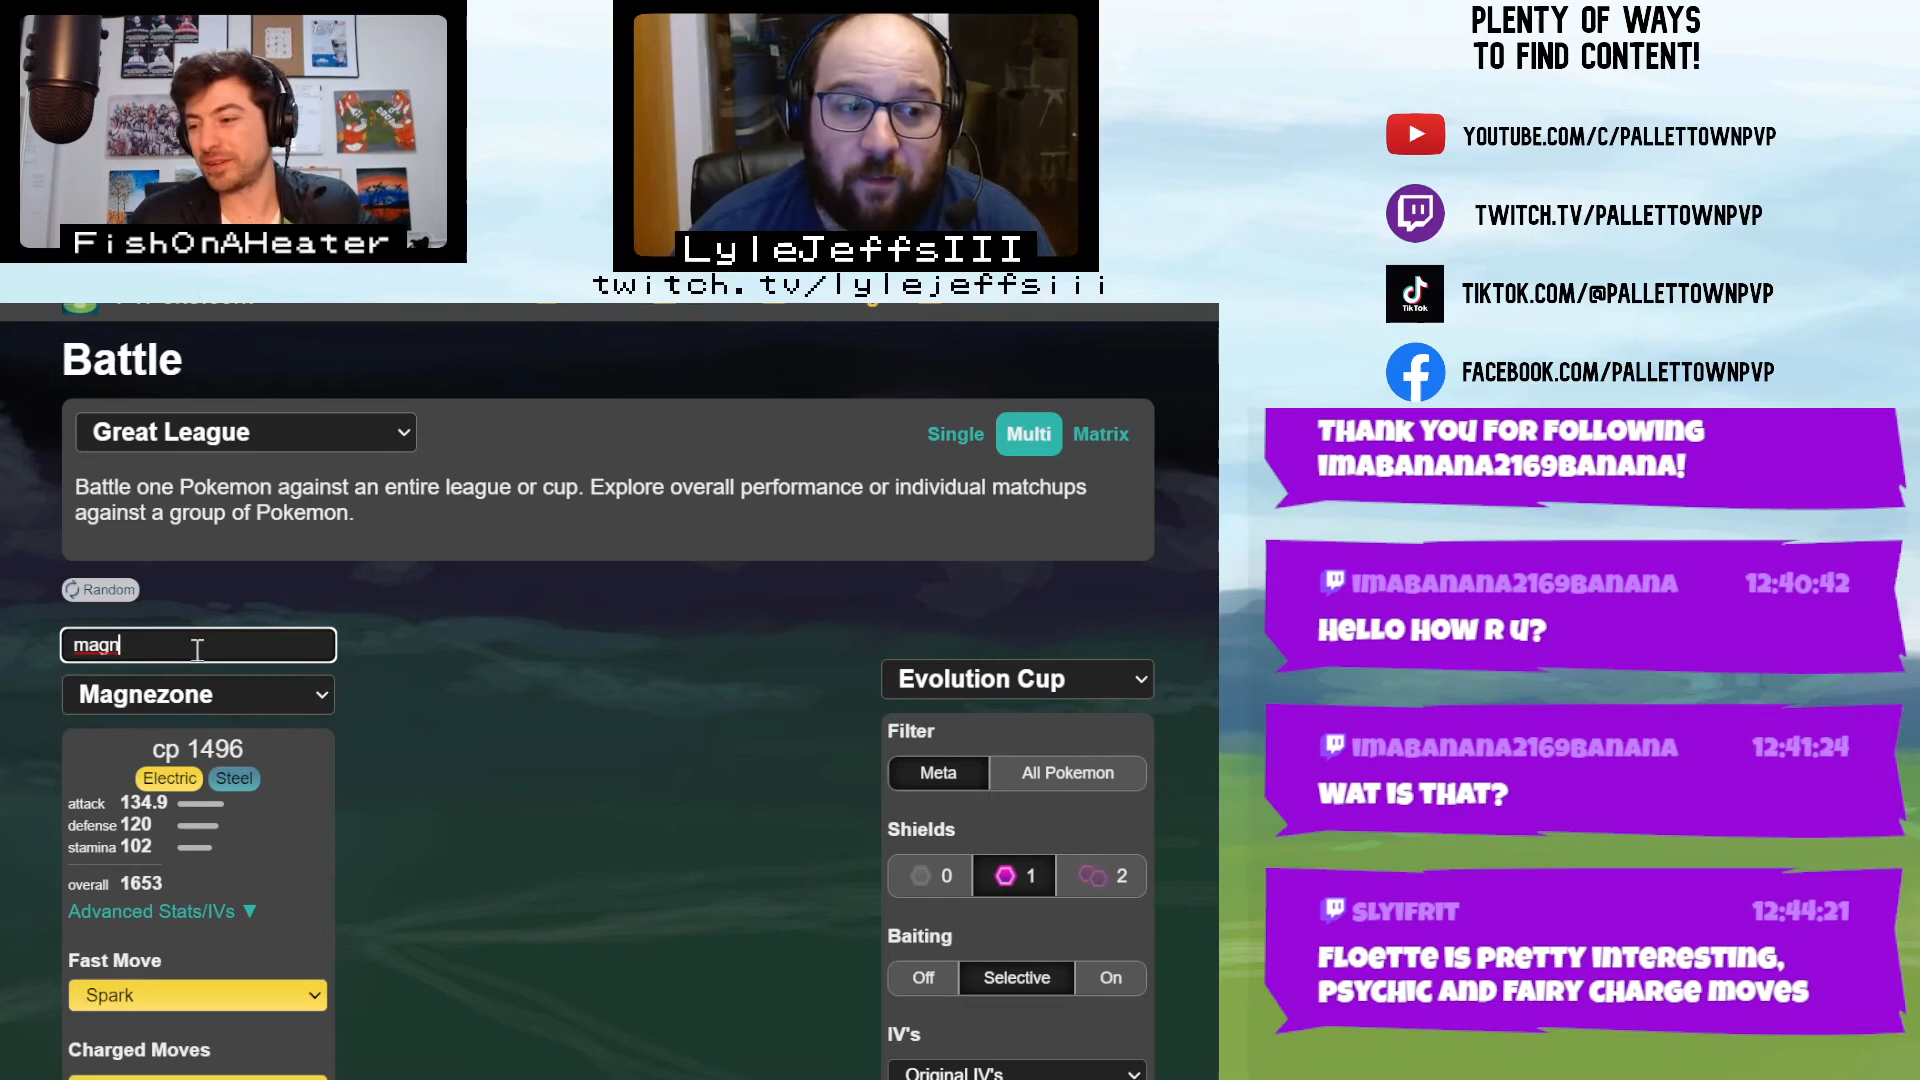 FishOnAHeater
LyleJeffsIII
twitch.tv/lylejeffsiii
PLENTY OF WAYS
TO FIND CONTENT!
YOUTUBE.COM/C/PALLETTOWNPVP
TWITCH.TV/PALLETTOWNPVP
TikTok
TIKTOK.COM/@PALLETTOWNPVP
FACEBOOK.COM/PALLETTOWNPVP
Battle
Great League
Single Multi Matrix
Battle one Pokemon against an entire league or cup. Explore overall performance or individual matchups
against a group of Pokemon.
Random
magn
Magnezone
cp 1496
Electric Steel
attack 134.9
defense 120
stamina 102
overall 1653
Advanced Stats/IVs ▼
Fast Move
Spark
Charged Moves
Evolution Cup
Filter
Meta All Pokemon
Shields
0 1 2
Baiting
Off Selective On
IV's
Original IV's
THANK YOU FOR FOLLOWING
IMABANANA2169BANANA!
IMABANANA2169BANANA 12:40:42
HELLO HOW R U?
IMABANANA2169BANANA 12:41:24
WAT IS THAT?
SLYIFRIT 12:44:21
FLOETTE IS PRETTY INTERESTING,
PSYCHIC AND FAIRY CHARGE MOVES